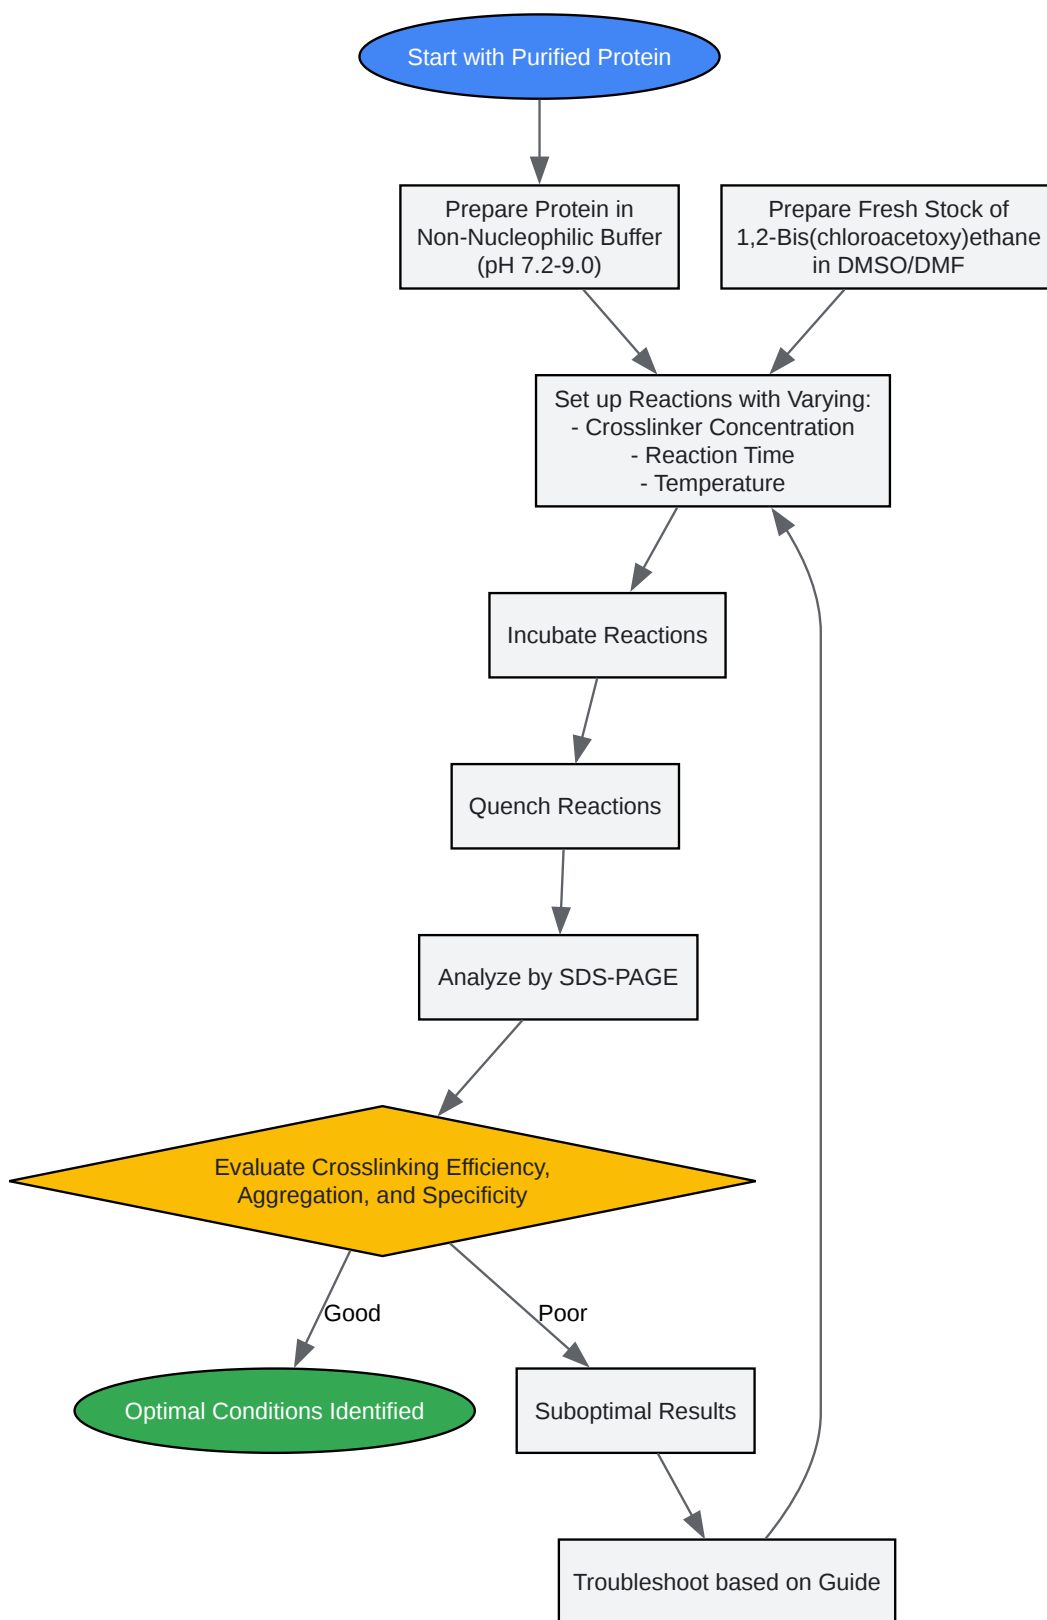 Start with Purified Protein
Prepare Protein in
Non-Nucleophilic Buffer
(pH 7.2-9.0)
Prepare Fresh Stock of
1,2-Bis(chloroacetoxy)ethane
in DMSO/DMF
Set up Reactions with Varying:
- Crosslinker Concentration
- Reaction Time
- Temperature
Incubate Reactions
Quench Reactions
Analyze by SDS-PAGE
Evaluate Crosslinking Efficiency,
Aggregation, and Specificity
Good
Poor
Optimal Conditions Identified
Suboptimal Results
Troubleshoot based on Guide